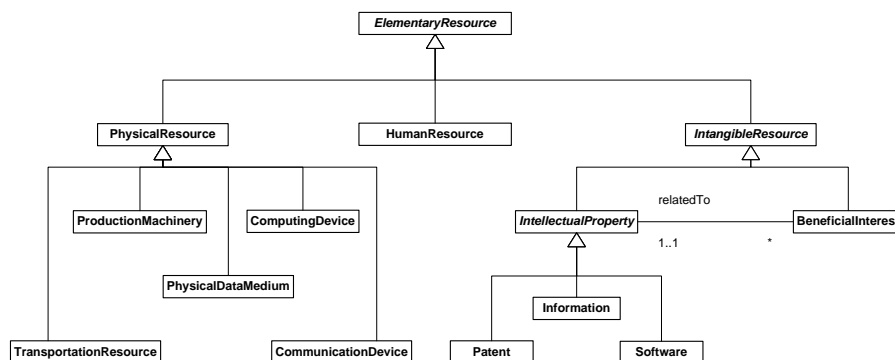 ElementaryResource
PhysicalResource
HumanResource
IntangibleResource
ProductionMachinery
ComputingDevice
relatedTo
IntellectualProperty
BeneficialInteres
1..1
*
PhysicalDataMedium
Information
TransportationResource
CommunicationDevice
Patent
Software